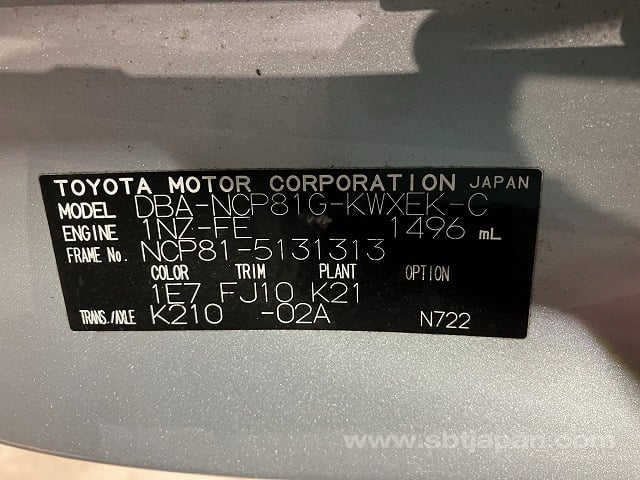 TOYOTA MOTOR CORPORATION JAPAN
MODEL DBA-NCP81G-KWXEK-C
ENGINE 1NZ-FE 1496 mL
FRAME No. NCP81-5131313
COLOR TRIM PLANT OPTION
1E7 FJ10 K21
TRANS./AXLE K210 -02A N722
www.sbtjapan.com